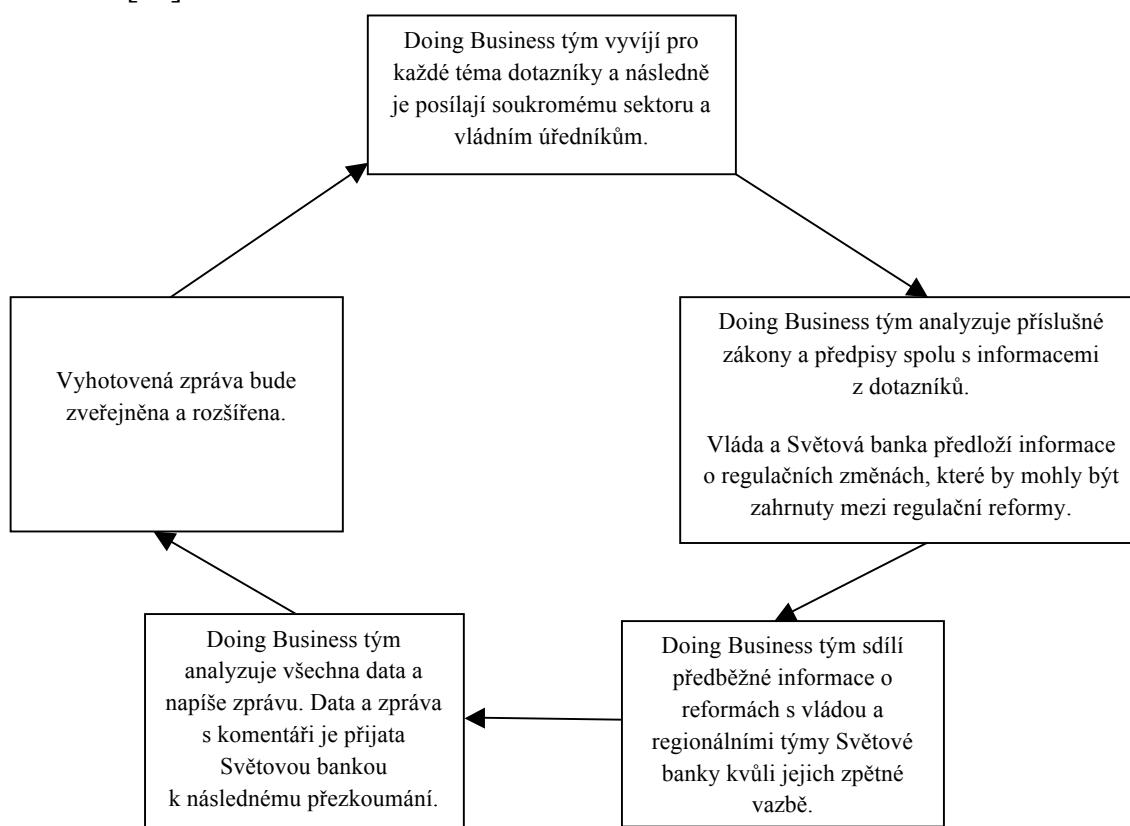 Doing Business tým vyvíjí pro
každé téma dotazníky a následně
je posílají soukromému sektoru a
vládním úředníkům.
Doing Business tým analyzuje příslušné
zákony a předpisy spolu s informacemi
z dotazníků.
Vláda a Světová banka předloží informace
o regulačních změnách, které by mohly být
zahrnuty mezi regulační reformy.
Doing Business tým sdílí
předběžné informace o
reformách s vládou a
regionálními týmy Světové
banky kvůli jejich zpětné
vazbě.
Doing Business tým
analyzuje všechna data a
napíše zprávu. Data a zpráva
s komentáři je přijata
Světovou bankou
k následnému přezkoumání.
Vyhotovená zpráva bude
zveřejněna a rozšířena.